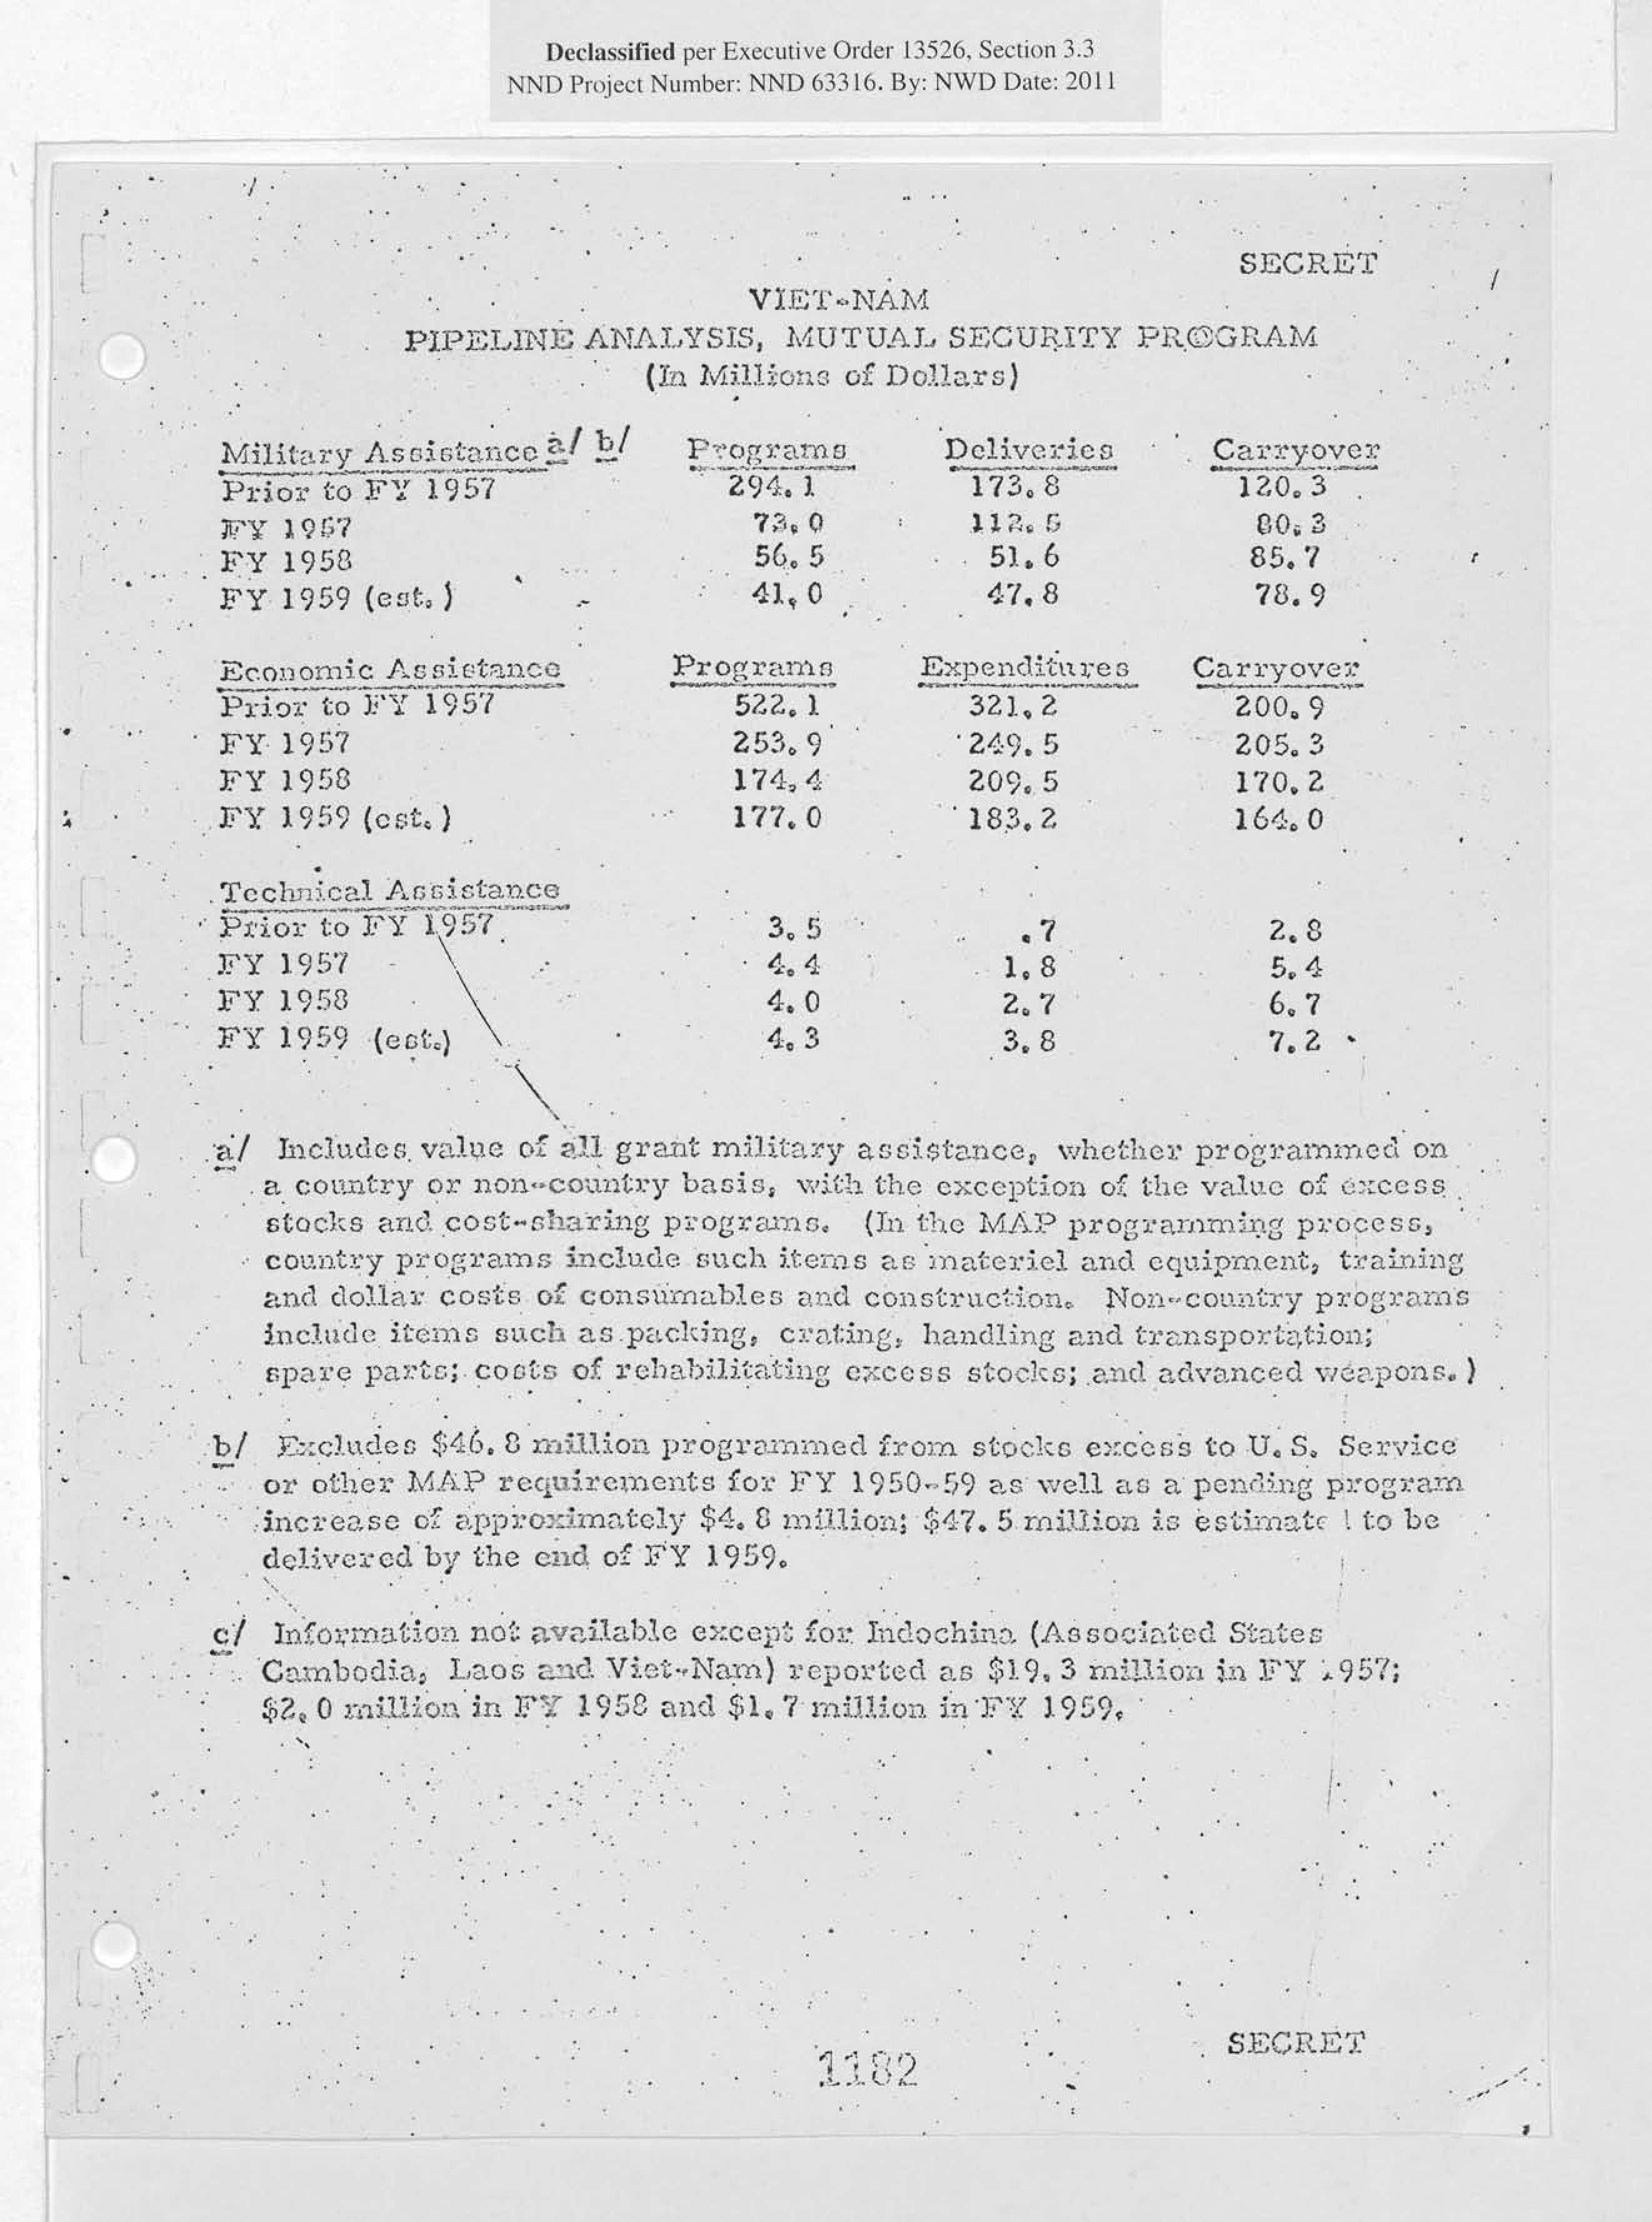 Declassified per Executive Order 13526, Section 3.3
NND Project Number: NND 63316. By: NWD Date: 2011
SECRET
VIET-NAM
PIPELINE ANALYSIS, MUTUAL SECURITY PROGRAM
(In Millions of Dollars)
Military Assistance a/ b/ Programs Deliveries Carryover
Prior to FY 1957 294.1 173.8 120.3
FY 1957 73.0 112.5 80.3
FY 1958 56.5 51.6 85.7
FY 1959 (est.) 41.0 47.8 78.9
Economic Assistance Programs Expenditures Carryover
Prior to FY 1957 522.1 321.2 200.9
FY 1957 253.9 249.5 205.3
FY 1958 174.4 209.5 170.2
FY 1959 (est.) 177.0 183.2 164.0
Technical Assistance
Prior to FY 1957 3.5 .7 2.8
FY 1957 4.4 1.8 5.4
FY 1958 4.0 2.7 6.7
FY 1959 (est.) 4.3 3.8 7.2
a/ Includes value of all grant military assistance, whether programmed on
a country or non-country basis, with the exception of the value of excess
stocks and cost-sharing programs. (In the MAP programming process,
country programs include such items as materiel and equipment, training
and dollar costs of consumables and construction. Non-country programs
include items such as packing, crating, handling and transportation;
spare parts; costs of rehabilitating excess stocks; and advanced weapons.)
b/ Excludes $46.8 million programmed from stocks excess to U.S. Service
or other MAP requirements for FY 1950-59 as well as a pending program
increase of approximately $4.8 million; $47.5 million is estimated to be
delivered by the end of FY 1959.
c/ Information not available except for Indochina (Associated States
Cambodia, Laos and Viet-Nam) reported as $19.3 million in FY 1957;
$2.0 million in FY 1958 and $1.7 million in FY 1959.
SECRET
1182